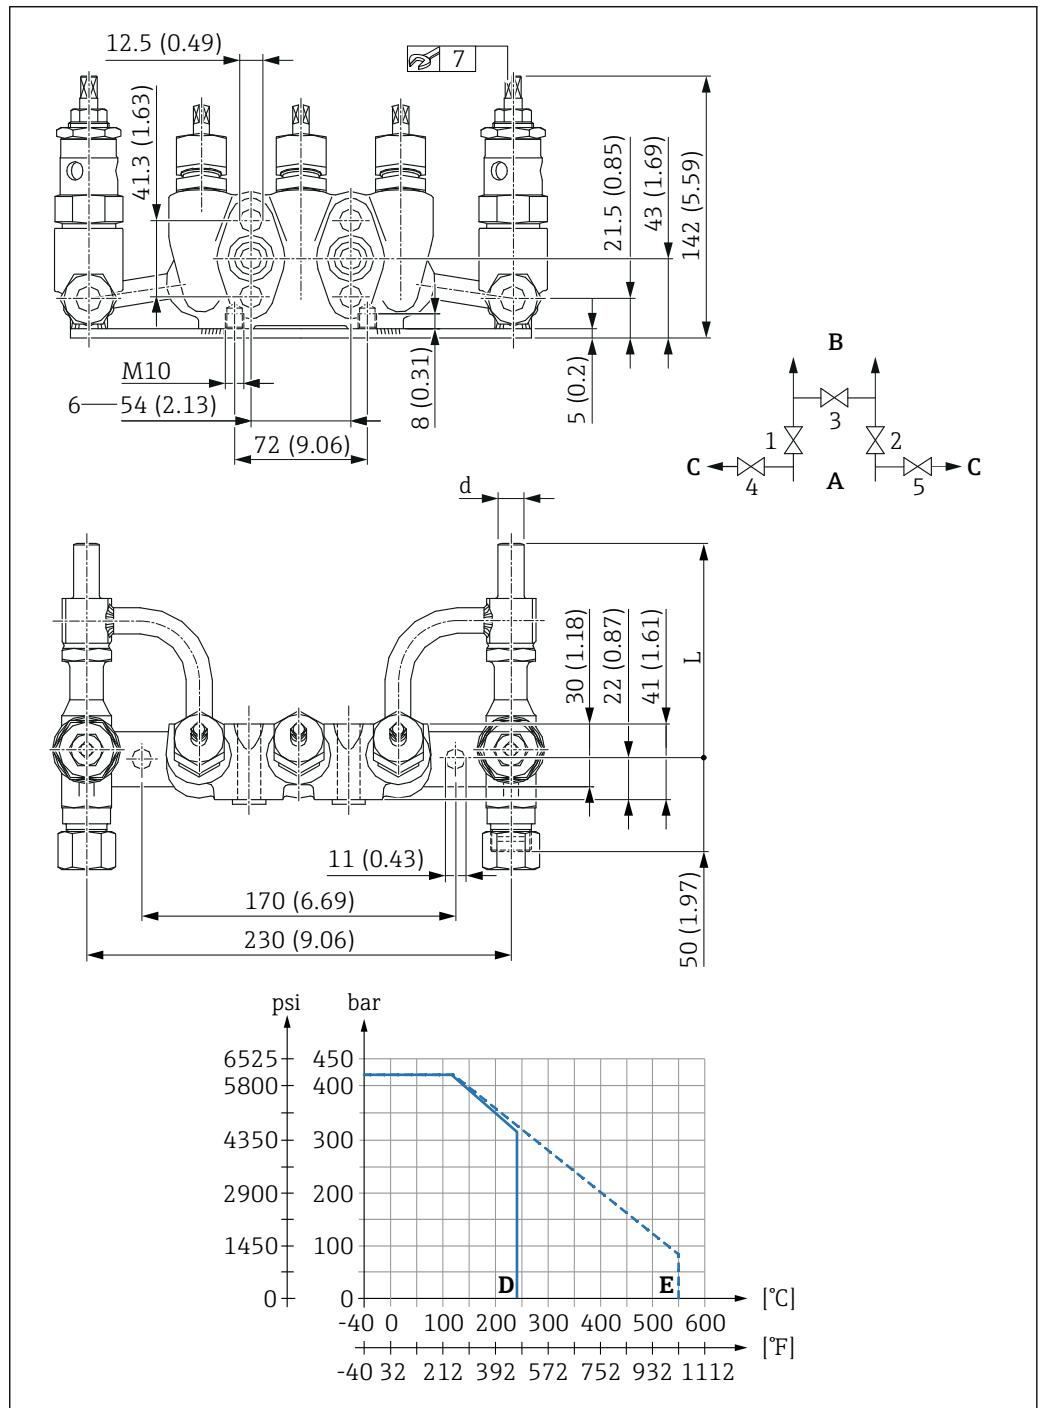 12.5 (0.49)
7
41.3 (1.63)
21.5 (0.85)
43 (1.69)
142 (5.59)
M10
6 54 (2.13)
72 (9.06)
8 (0.31)
5 (0.2)
B
3
1
2
C
C
4
A
5
d
30 (1.18)
22 (0.87)
41 (1.61)
L
11 (0.43)
170 (6.69)
230 (9.06)
50 (1.97)
psi bar
6525 450
5800 400
4350 300
2900 200
1450 100
D E
0 0
[°C]
-40 0 100 200 300 400 500 600
[°F]
-40 32 212 392 572 752 932 1112